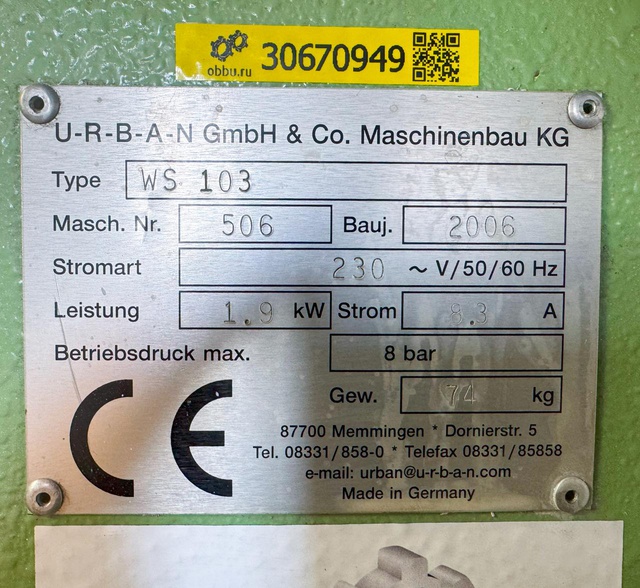 obbu.ru 30670949
U-R-B-A-N GmbH & Co. Maschinenbau KG
Type WS 103
Masch. Nr. 506 Bauj. 2006
Stromart 230 ~ V/50/60 Hz
Leistung 1.9 kW Strom 8.3 A
Betriebsdruck max. 8 bar
Gew. 74 kg
CE
87700 Memmingen * Dornierstr. 5
Tel. 08331/858-0 * Telefax 08331/85858
e-mail: urban@u-r-b-a-n.com
Made in Germany